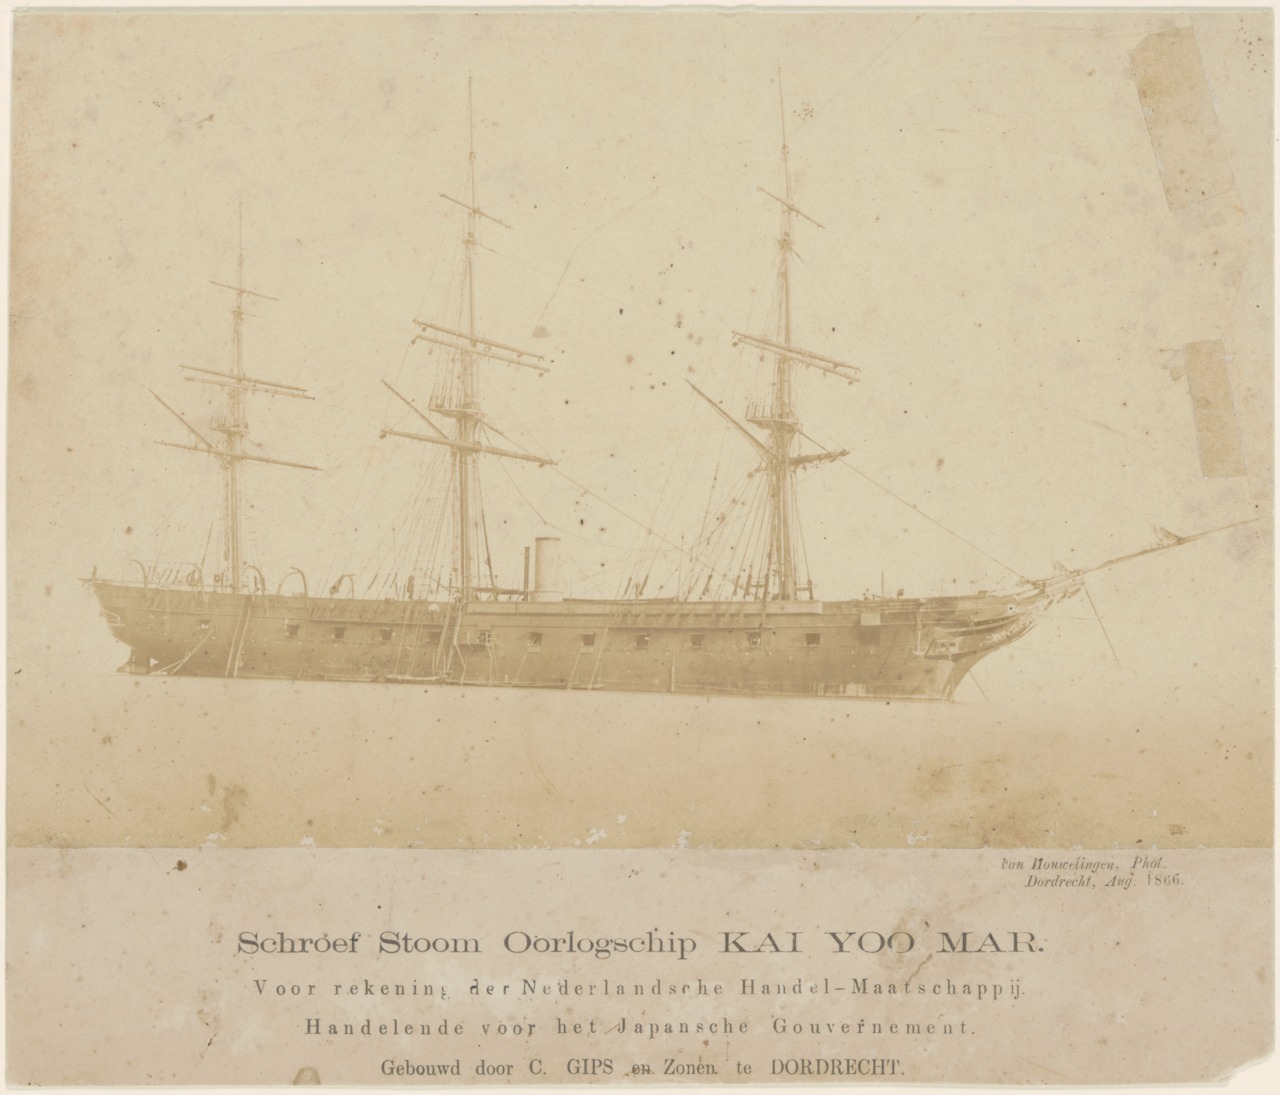 van Houwelingen, Phot.
Dordrecht, Aug. 1866.
Schroef Stoom Oorlogschip KAI YOO MAR.
Voor rekening der Nederlandsche Handel-Maatschappij.
Handelende voor het Japansche Gouvernement.
Gebouwd door C. GIPS en Zonen. te DORDRECHT.